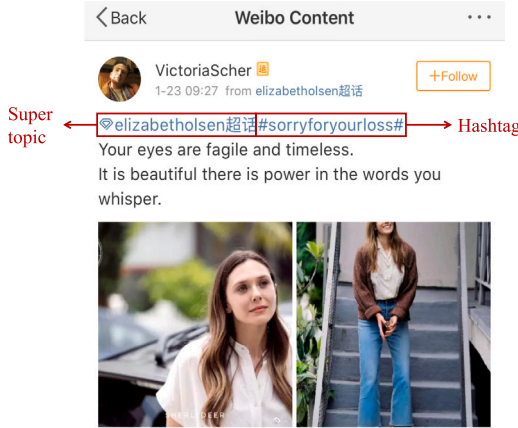 Back
Weibo Content
VictoriaScher
+Follow
1-23 09:27 from elizabetholsen超话
Super topic
elizabetholsen超话#sorryforyourloss#
Hashtag
Your eyes are fagile and timeless.
It is beautiful there is power in the words you
whisper.